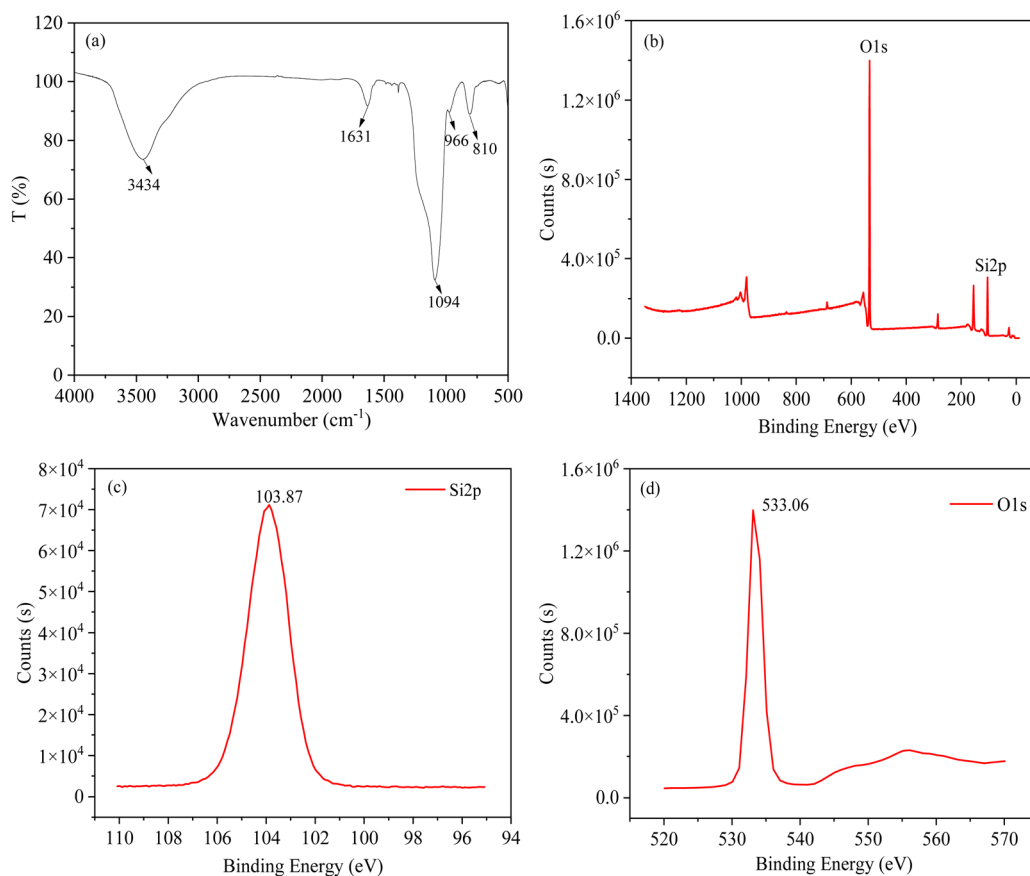 (a)
120
100
80
60
40
20
0
T (%)
3434
1631
1094
966
810
4000 3500 3000 2500 2000 1500 1000 500
Wavenumber (cm⁻¹)
(b)
1.6×10⁶
1.2×10⁶
8.0×10⁵
4.0×10⁵
0.0
Counts (s)
O1s
Si2p
1400 1200 1000 800 600 400 200 0
Binding Energy (eV)
(c)
8×10⁴
7×10⁴
6×10⁴
5×10⁴
4×10⁴
3×10⁴
2×10⁴
1×10⁴
0
Counts (s)
103.87
Si2p
110 108 106 104 102 100 98 96 94
Binding Energy (eV)
(d)
1.6×10⁶
1.2×10⁶
8.0×10⁵
4.0×10⁵
0.0
Counts (s)
533.06
O1s
520 530 540 550 560 570
Binding Energy (eV)